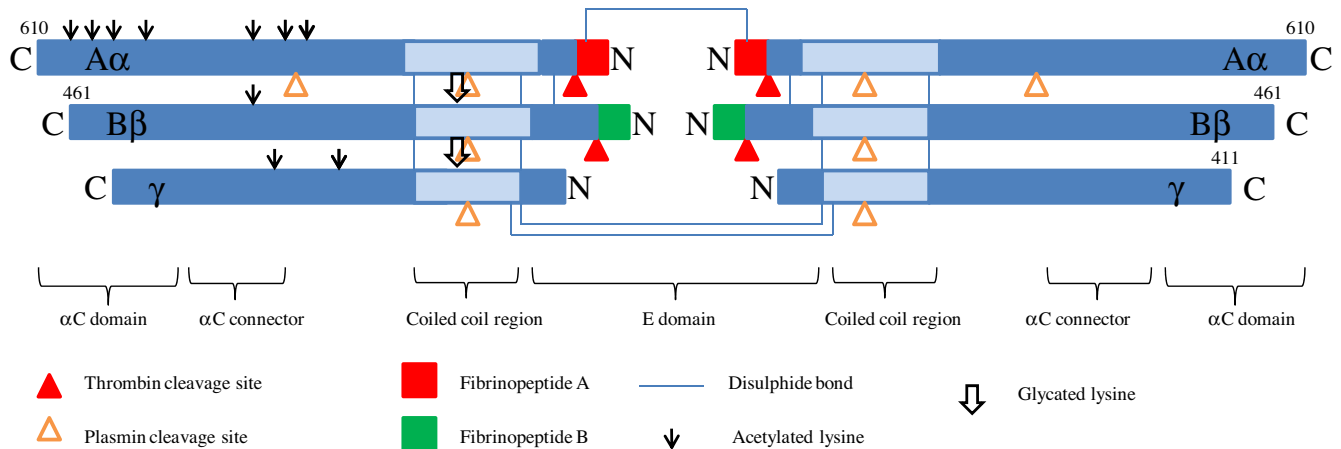 610 610
C Aα N N Aα C
461 461
C Bβ N N Bβ C
411
C γ N N γ C
αC domain αC connector Coiled coil region E domain Coiled coil region αC connector αC domain
Thrombin cleavage site Fibrinopeptide A Disulphide bond Glycated lysine
Plasmin cleavage site Fibrinopeptide B Acetylated lysine